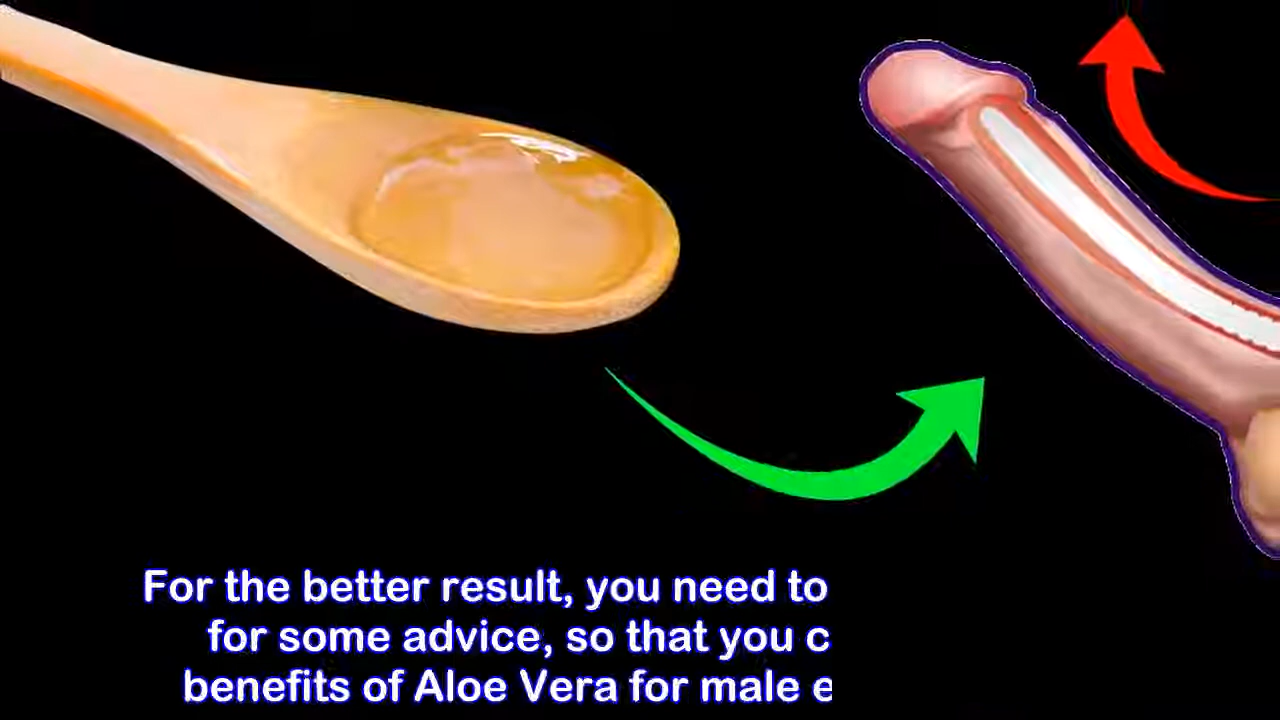 For the better result, you need to
for some advice, so that you c
benefits of Aloe Vera for male e